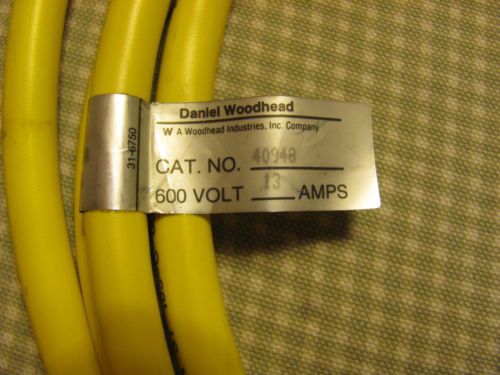 Daniel Woodhead
W A Woodhead Industries, Inc. Company
31-6750
CAT. NO. 40948
600 VOLT 13 AMPS